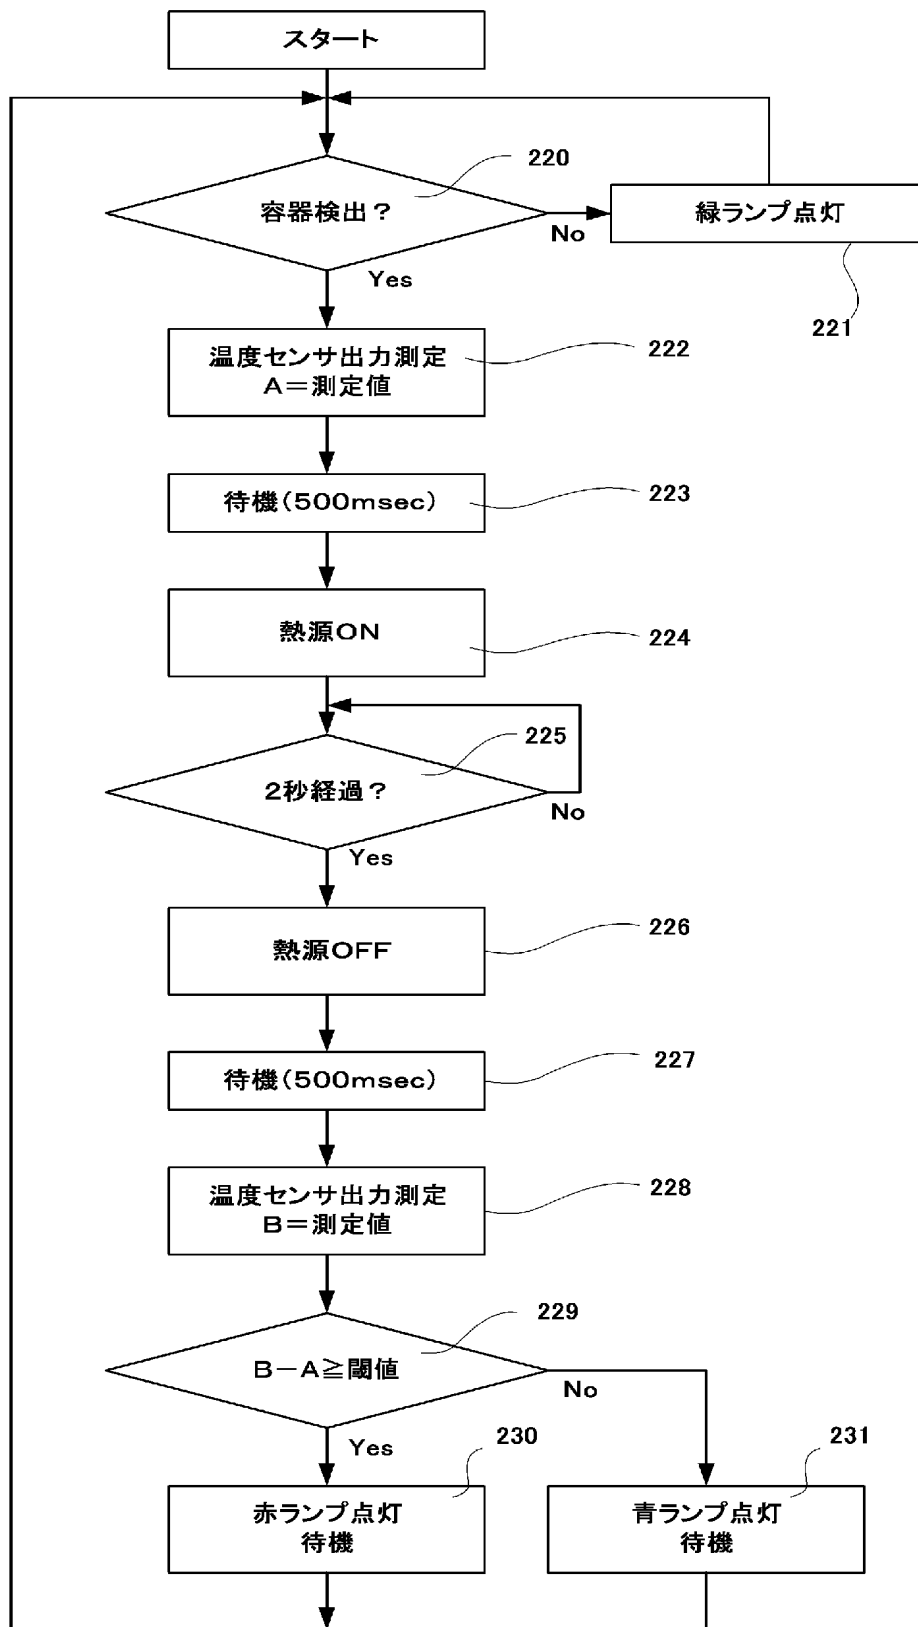 スタート
220
容器検出？
No
緑ランプ点灯
221
Yes
温度センサ出力測定
A＝測定値
222
待機（500msec）
223
熱源ON
224
225
2秒経過？
No
Yes
熱源OFF
226
待機（500msec）
227
温度センサ出力測定
B＝測定値
228
229
B－A≧閾値
No
Yes
230
赤ランプ点灯
待機
231
青ランプ点灯
待機